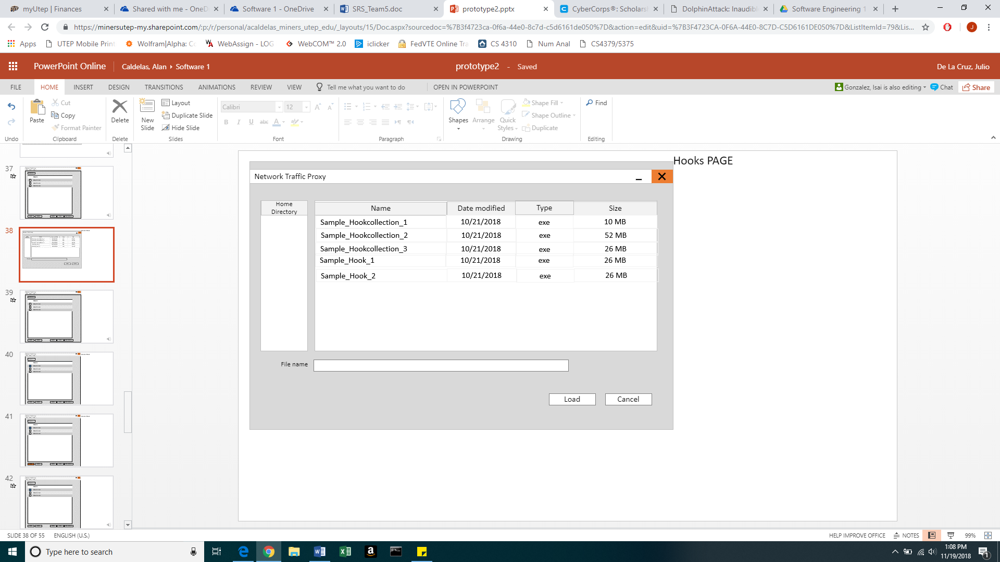 myUtep | Finances
Shared with me - OneD
Software 1 - OneDrive
SRS_Team5.doc
prototype2.pptx
CyberCorps®: Scholars
DolphinAttack: Inaudib
Software Engineering 1
https://minersutep-my.sharepoint.com/:p:/r/personal/acaldelas_miners_utep_edu/_layouts/15/Doc.aspx?sourcedoc=%7B3f4723ca-0f6a-44e0-8c7d-c5d6161de050%7D&action=edit&uid=%7B3F4723CA-0F6A-44E0-8C7D-C5D6161DE050%7D&ListItemId=79&Lis...
J
Apps
UTEP Mobile Print
Wolfram|Alpha: Co
WebAssign - LOG
WebCOM™ 2.0
iclicker
FedVTE Online Tra
CS 4310
Num Anal
CS4379/5375
PowerPoint Online
Caldelas, Alan
Software 1
prototype2 - Saved
De La Cruz, Julio
FILE
HOME
INSERT
DESIGN
TRANSITIONS
ANIMATIONS
REVIEW
VIEW
Tell me what you want to do
OPEN IN POWERPOINT
Gonzalez, Isai is also editing
Chat
Share
Undo
Paste
Cut
Copy
Format Painter
Clipboard
Delete
Delete
New Slide
Layout
Duplicate Slide
Hide Slide
Slides
Calibri
12
B I U abc A
Font
Paragraph
Shapes
Arrange
Quick Styles
Shape Fill
Shape Outline
Duplicate
Drawing
Find
Editing
37
38
39
40
41
42
Hooks PAGE
Network Traffic Proxy
Home
Directory
Name Date modified Type Size
Sample_Hookcollection_1 10/21/2018 exe 10 MB
Sample_Hookcollection_2 10/21/2018 exe 52 MB
Sample_Hookcollection_3 10/21/2018 exe 26 MB
Sample_Hook_1 10/21/2018 exe 26 MB
Sample_Hook_2 10/21/2018 exe 26 MB
File name
Load
Cancel
SLIDE 38 OF 55
ENGLISH (U.S.)
HELP IMPROVE OFFICE
NOTES
99%
Type here to search
1:08 PM
11/19/2018
1